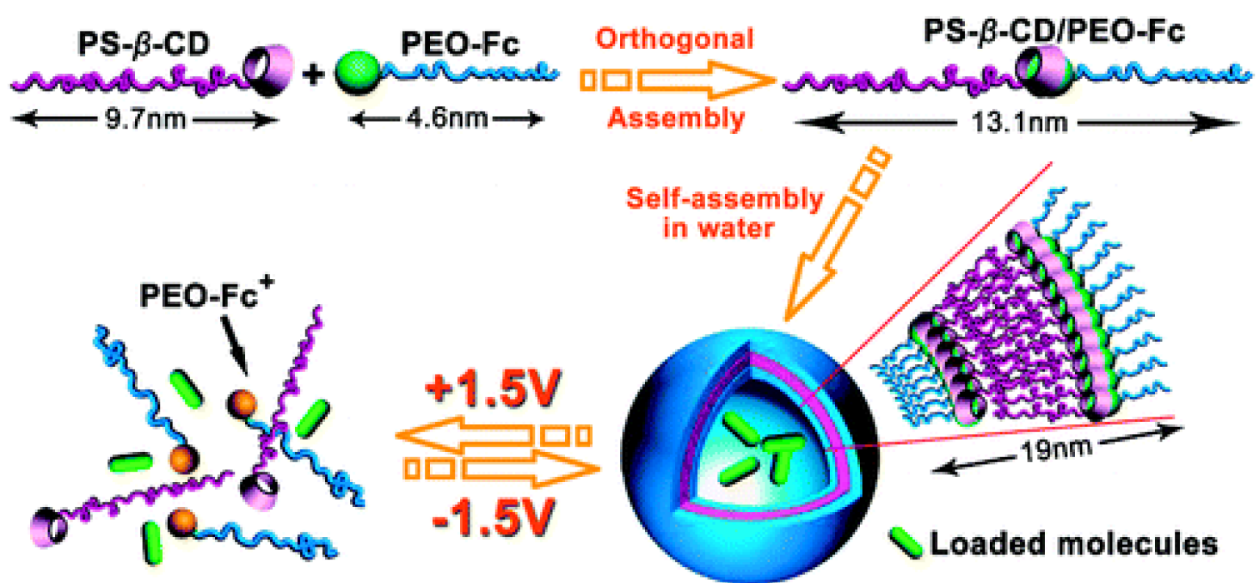 PS-β-CD
+
PEO-Fc
Orthogonal
Assembly
PS-β-CD/PEO-Fc
9.7nm
4.6nm
13.1nm
Self-assembly
in water
PEO-Fc⁺
+1.5V
-1.5V
19nm
Loaded molecules